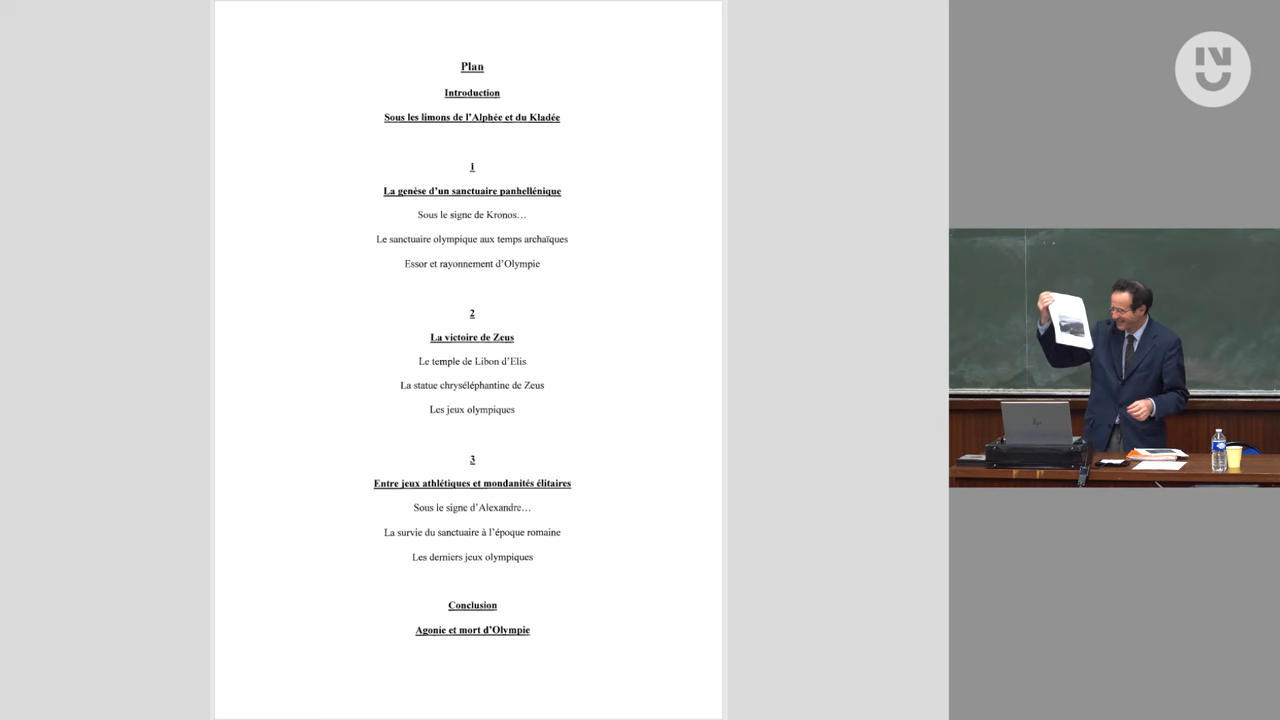 Plan
Introduction
Sous les limons de l'Alphée et du Kladée
i
La genèse d'un sanctuaire panhellénique
Sous le signe de Kronos…
Le sanctuaire olympique aux temps archaïques
Essor et rayonnement d'Olympie
2
La victoire de Zeus
Le temple de Libon d'Elis
La statue chryséléphantine de Zeus
Les jeux olympiques
3
Entre jeux athlétiques et mondanités élitaires
Sous le signe d'Alexandre…
La survie du sanctuaire à l'époque romaine
Les derniers jeux olympiques
Conclusion
Agonie et mort d'Olympie